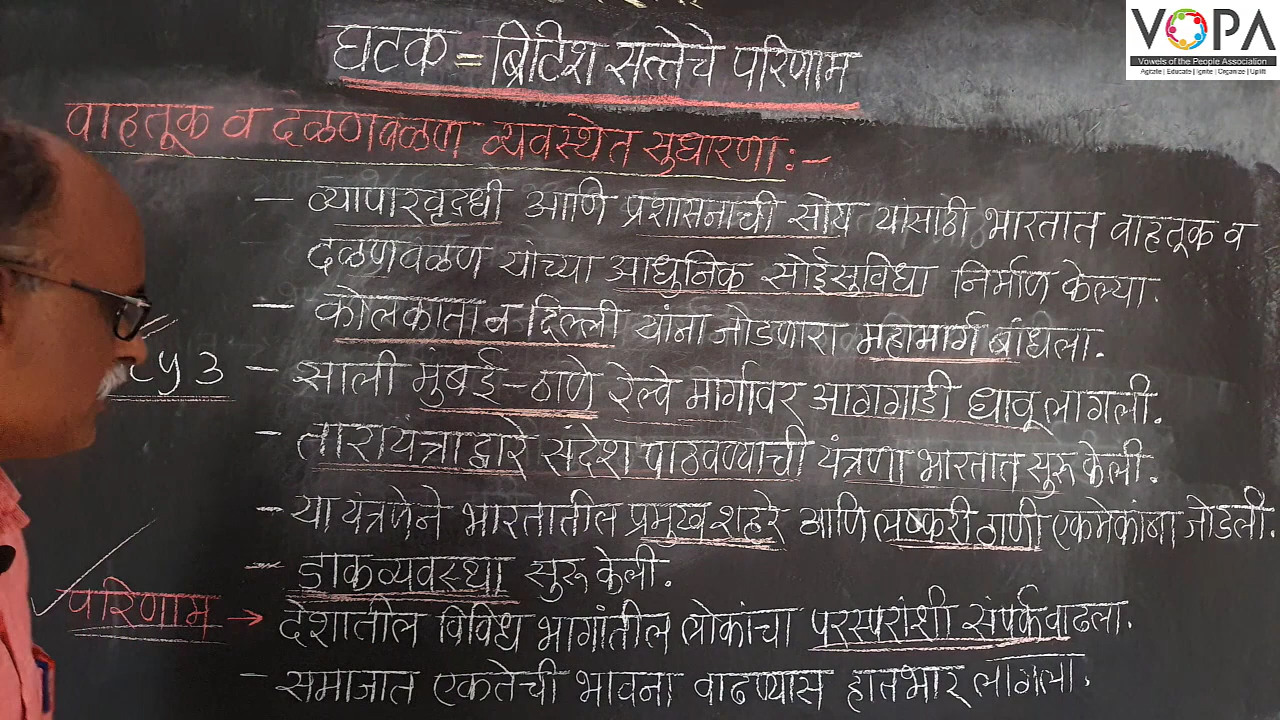 VOPA
Vowels of the People Association
Agitate | Educate | Ignite | Organize | Uplift
घटक = ब्रिटिश सत्तेचे परिणाम
वाहतूक व दळणवळण व्यवस्थेत सुधारणा :-
- व्यापारवृद्धी आणि प्रशासनाची सोय यांसाठी भारतात वाहतूक व
दळणवळण यांच्या आधुनिक सोईसुविधा निर्माण केल्या.
- कोलकाता व दिल्ली यांना जोडणारा महामार्ग बांधला.
५३ - साली मुंबई-ठाणे रेल्वे मार्गावर आगगाडी धावू लागली.
- तारायंत्राद्वारे संदेश पाठवण्याची यंत्रणा भारतात सुरू केली.
- या यंत्रणेने भारतातील प्रमुख शहरे आणि लष्करी ठाणी एकमेकांना जोडली.
- डाकव्यवस्था सुरू केली.
परिणाम → देशातील विविध भागांतील लोकांचा परस्परांशी संपर्क वाढला.
- समाजात एकतेची भावना वाढण्यास हातभार लागला.